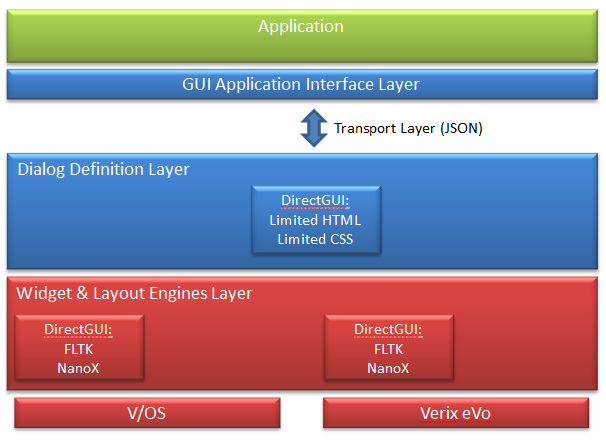 Application
GUI Application Interface Layer
Transport Layer (JSON)
Dialog Definition Layer
DirectGUI:
Limited HTML
Limited CSS
Widget & Layout Engines Layer
DirectGUI:
FLTK
NanoX
DirectGUI:
FLTK
NanoX
V/OS
Verix eVo